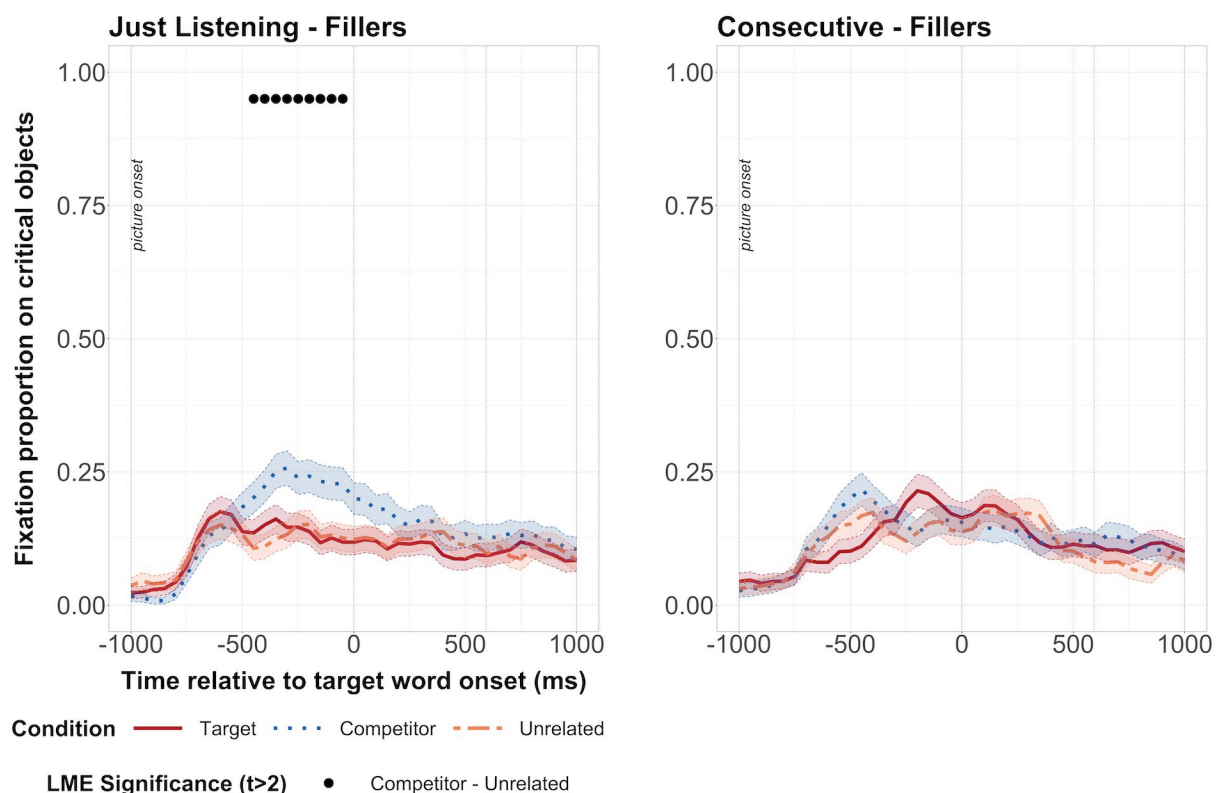 Just Listening - Fillers
Consecutive - Fillers
Fixation proportion on critical objects
1.00
0.75
0.50
0.25
0.00
picture onset
-1000 -500 0 500 1000
Time relative to target word onset (ms)
1.00
0.75
0.50
0.25
0.00
picture onset
-1000 -500 0 500 1000
Condition Target Competitor Unrelated
LME Significance (t>2) Competitor - Unrelated